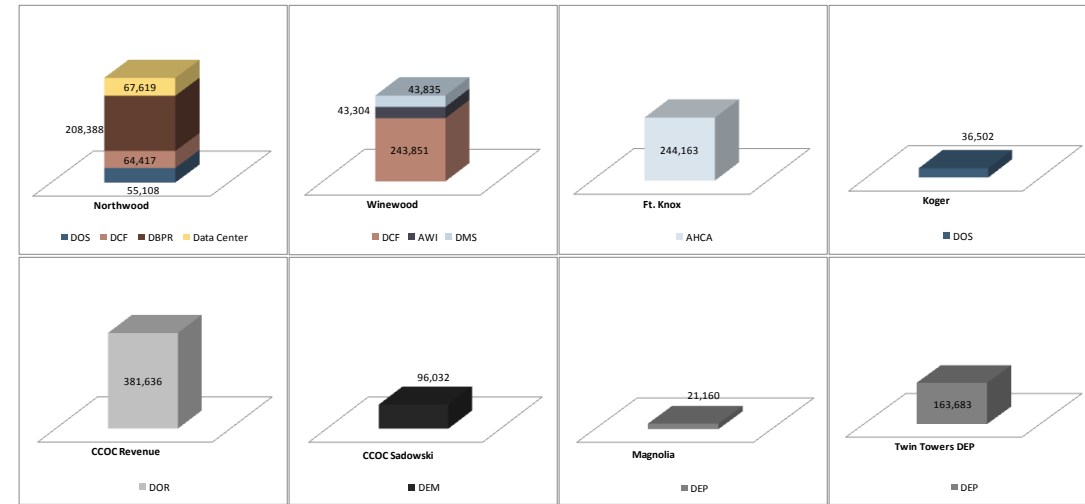 67,619
208,388
64,417
55,108
Northwood
DOS DCF DBPR Data Center
43,835
43,304
243,851
Winewood
DCF AWI DMS
244,163
Ft. Knox
AHCA
36,502
Koger
DOS
381,636
CCOC Revenue
DOR
96,032
CCOC Sadowski
DEM
21,160
Magnolia
DEP
163,683
Twin Towers DEP
DEP